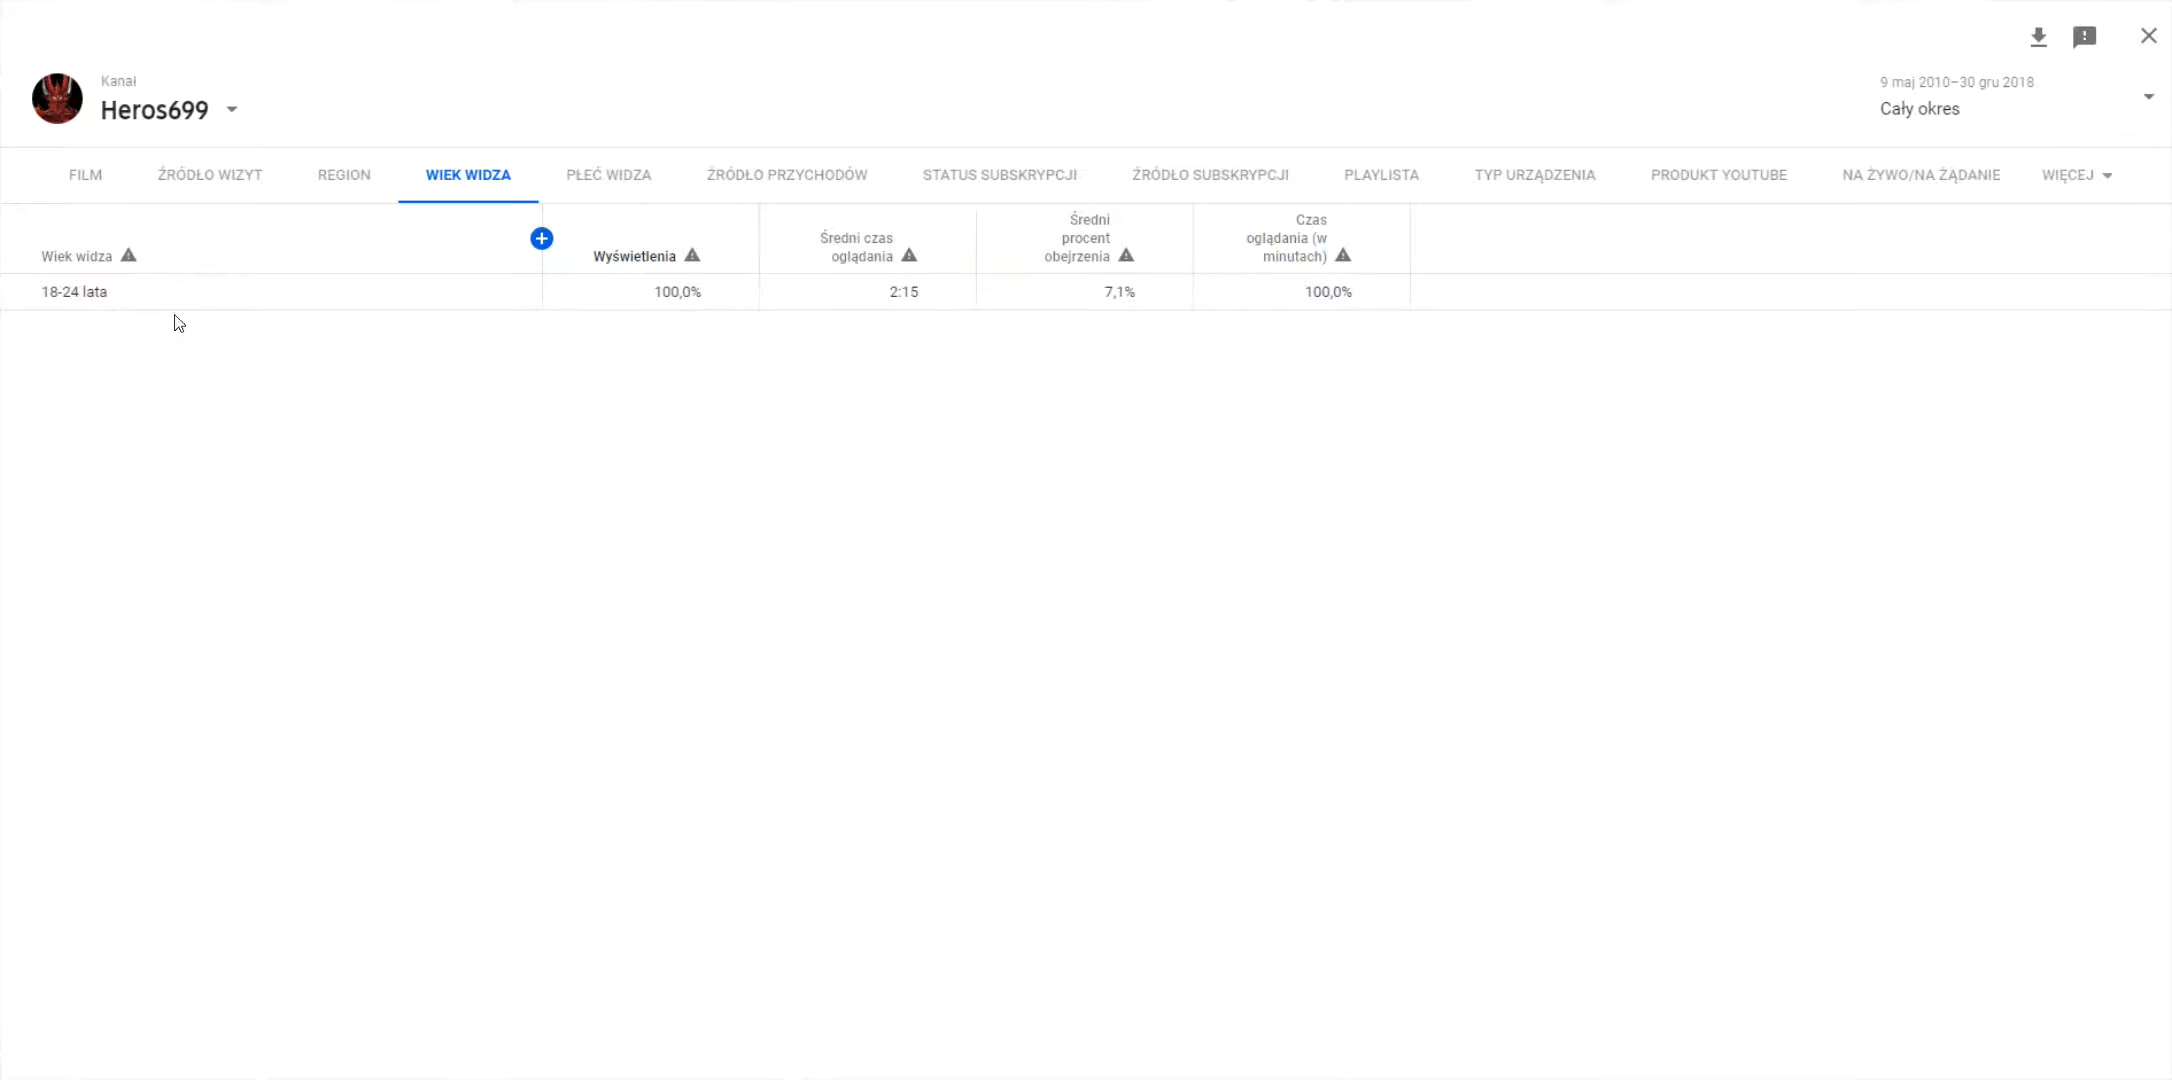 Kanał
Heros699
9 maj 2010–30 gru 2018
Cały okres
FILM ŹRÓDŁO WIZYT REGION WIEK WIDZA PŁEĆ WIDZA ŹRÓDŁO PRZYCHODÓW STATUS SUBSKRYPCJI ŹRÓDŁO SUBSKRYPCJI PLAYLISTA TYP URZĄDZENIA PRODUKT YOUTUBE NA ŻYWO/NA ŻĄDANIE WIĘCEJ
Wiek widza
Wyświetlenia
Średni czas
oglądania
Średni
procent
obejrzenia
Czas
oglądania (w
minutach)
18-24 lata 100,0% 2:15 7,1% 100,0%